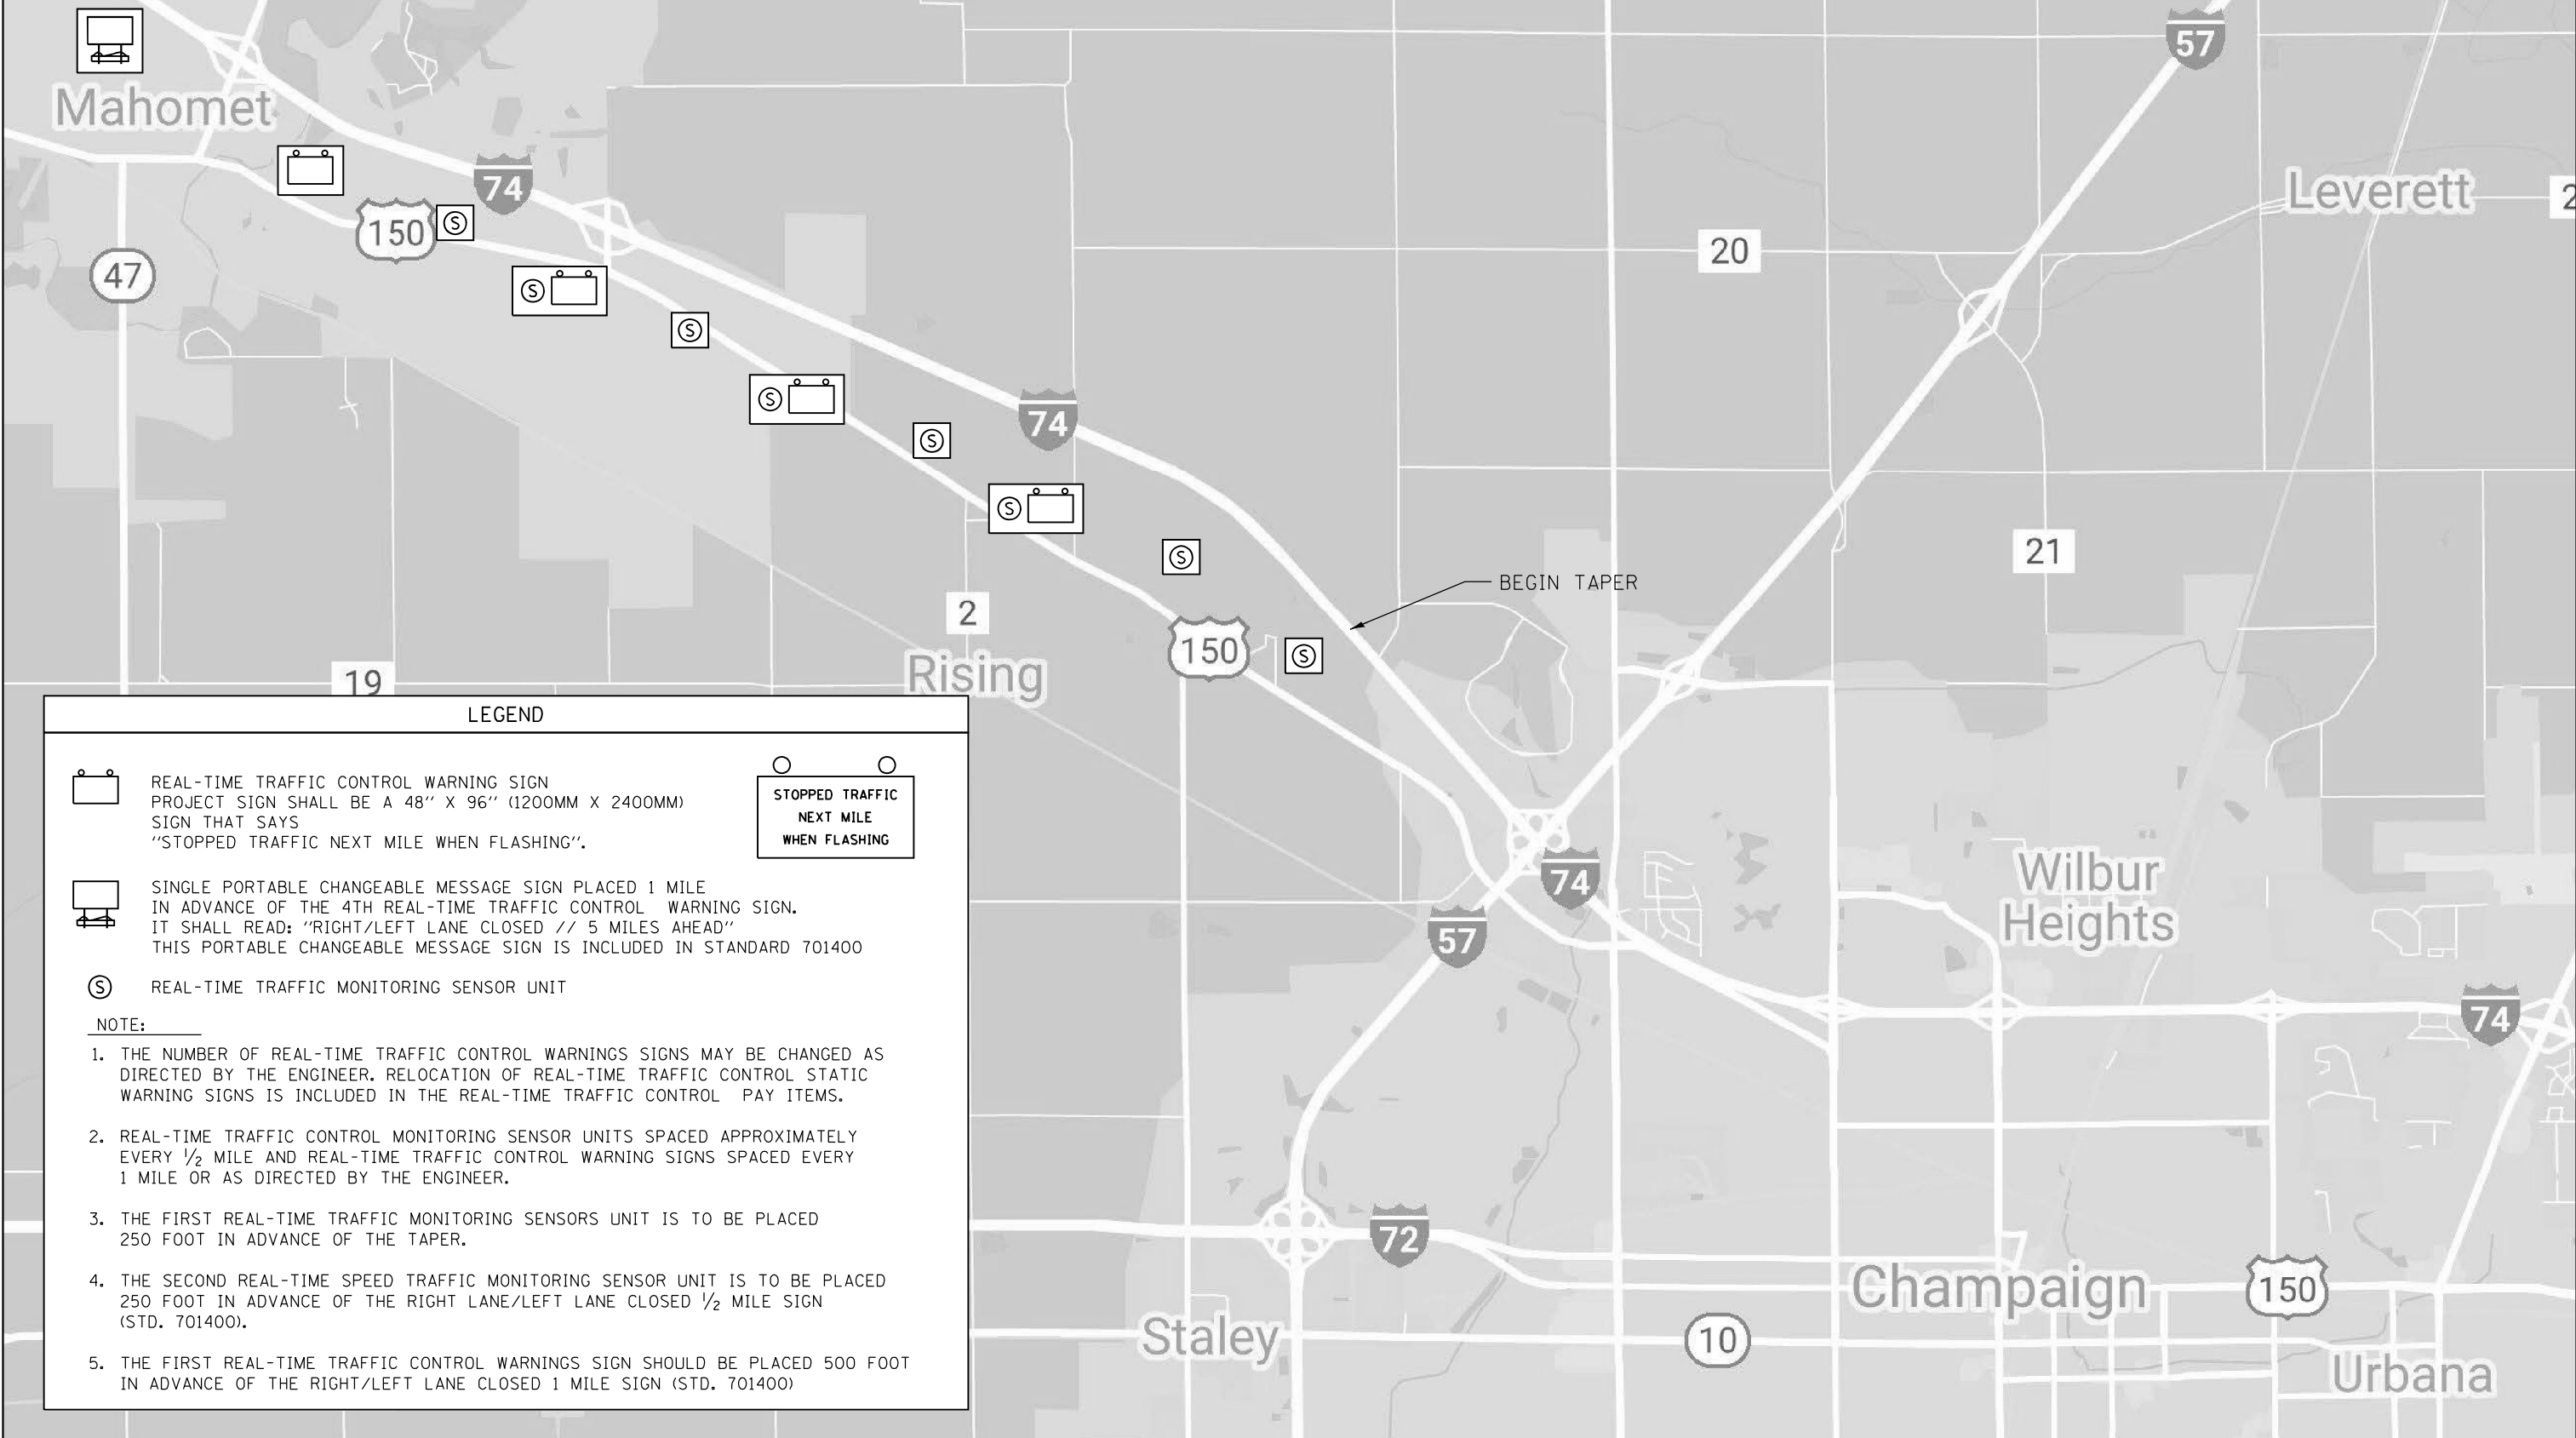 57
Mahomet
74
Leverett
2
150
S
20
47
S
S
S
74
S
S
21
BEGIN TAPER
S
2
150
S
Rising
19
LEGEND
REAL-TIME TRAFFIC CONTROL WARNING SIGN
PROJECT SIGN SHALL BE A 48'' X 96'' (1200MM X 2400MM)
SIGN THAT SAYS
''STOPPED TRAFFIC NEXT MILE WHEN FLASHING''.
STOPPED TRAFFIC
NEXT MILE
WHEN FLASHING
SINGLE PORTABLE CHANGEABLE MESSAGE SIGN PLACED 1 MILE
IN ADVANCE OF THE 4TH REAL-TIME TRAFFIC CONTROL WARNING SIGN.
IT SHALL READ: ''RIGHT/LEFT LANE CLOSED // 5 MILES AHEAD''
THIS PORTABLE CHANGEABLE MESSAGE SIGN IS INCLUDED IN STANDARD 701400
S REAL-TIME TRAFFIC MONITORING SENSOR UNIT
NOTE:
1. THE NUMBER OF REAL-TIME TRAFFIC CONTROL WARNINGS SIGNS MAY BE CHANGED AS
DIRECTED BY THE ENGINEER. RELOCATION OF REAL-TIME TRAFFIC CONTROL STATIC
WARNING SIGNS IS INCLUDED IN THE REAL-TIME TRAFFIC CONTROL PAY ITEMS.
2. REAL-TIME TRAFFIC CONTROL MONITORING SENSOR UNITS SPACED APPROXIMATELY
EVERY 1/2 MILE AND REAL-TIME TRAFFIC CONTROL WARNING SIGNS SPACED EVERY
1 MILE OR AS DIRECTED BY THE ENGINEER.
3. THE FIRST REAL-TIME TRAFFIC MONITORING SENSORS UNIT IS TO BE PLACED
250 FOOT IN ADVANCE OF THE TAPER.
4. THE SECOND REAL-TIME SPEED TRAFFIC MONITORING SENSOR UNIT IS TO BE PLACED
250 FOOT IN ADVANCE OF THE RIGHT LANE/LEFT LANE CLOSED 1/2 MILE SIGN
(STD. 701400).
5. THE FIRST REAL-TIME TRAFFIC CONTROL WARNINGS SIGN SHOULD BE PLACED 500 FOOT
IN ADVANCE OF THE RIGHT/LEFT LANE CLOSED 1 MILE SIGN (STD. 701400)
74
Wilbur
Heights
57
74
72
Champaign
150
Staley
10
Urbana